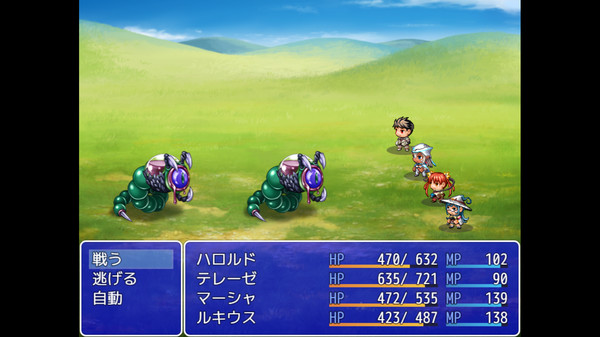 戦う
逃げる
自動
ハロルド HP 470/ 632 MP 102
テレーゼ HP 635/ 721 MP 90
マーシャ HP 472/ 535 MP 139
ルキウス HP 423/ 487 MP 138